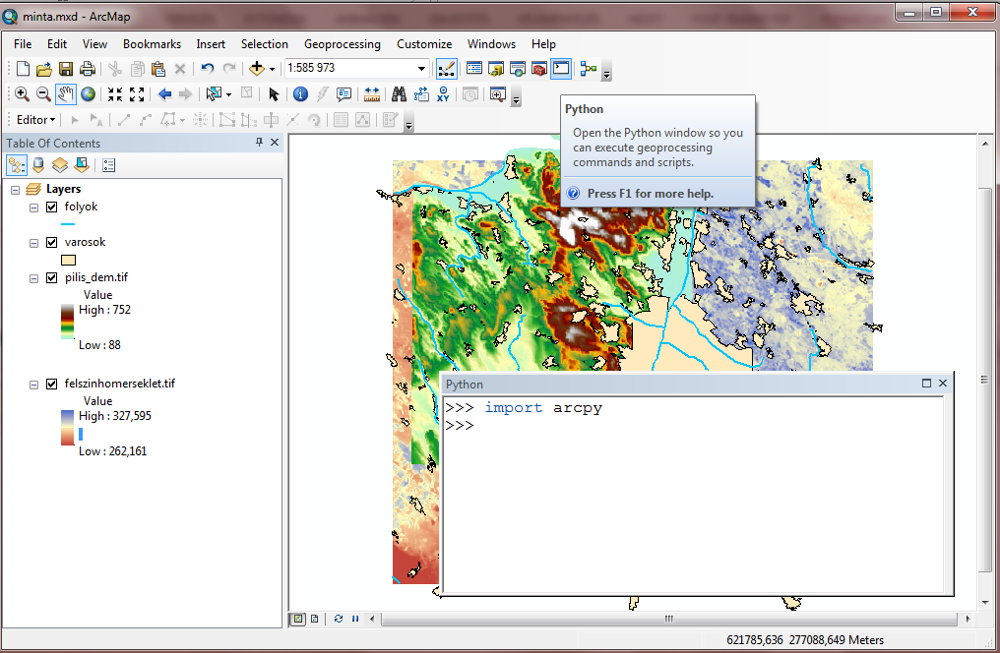 minta.mxd - ArcMap
File Edit View Bookmarks Insert Selection Geoprocessing Customize Windows Help
1:585 973
Editor
Table Of Contents
Layers
folyok
varosok
pilis_dem.tif
Value
High : 752
Low : 88
felszinhomerseklet.tif
Value
High : 327,595
Low : 262,161
Python
Open the Python window so you
can execute geoprocessing
commands and scripts.
Press F1 for more help.
Python
>>> import arcpy
>>>
621785,636 277088,649 Meters